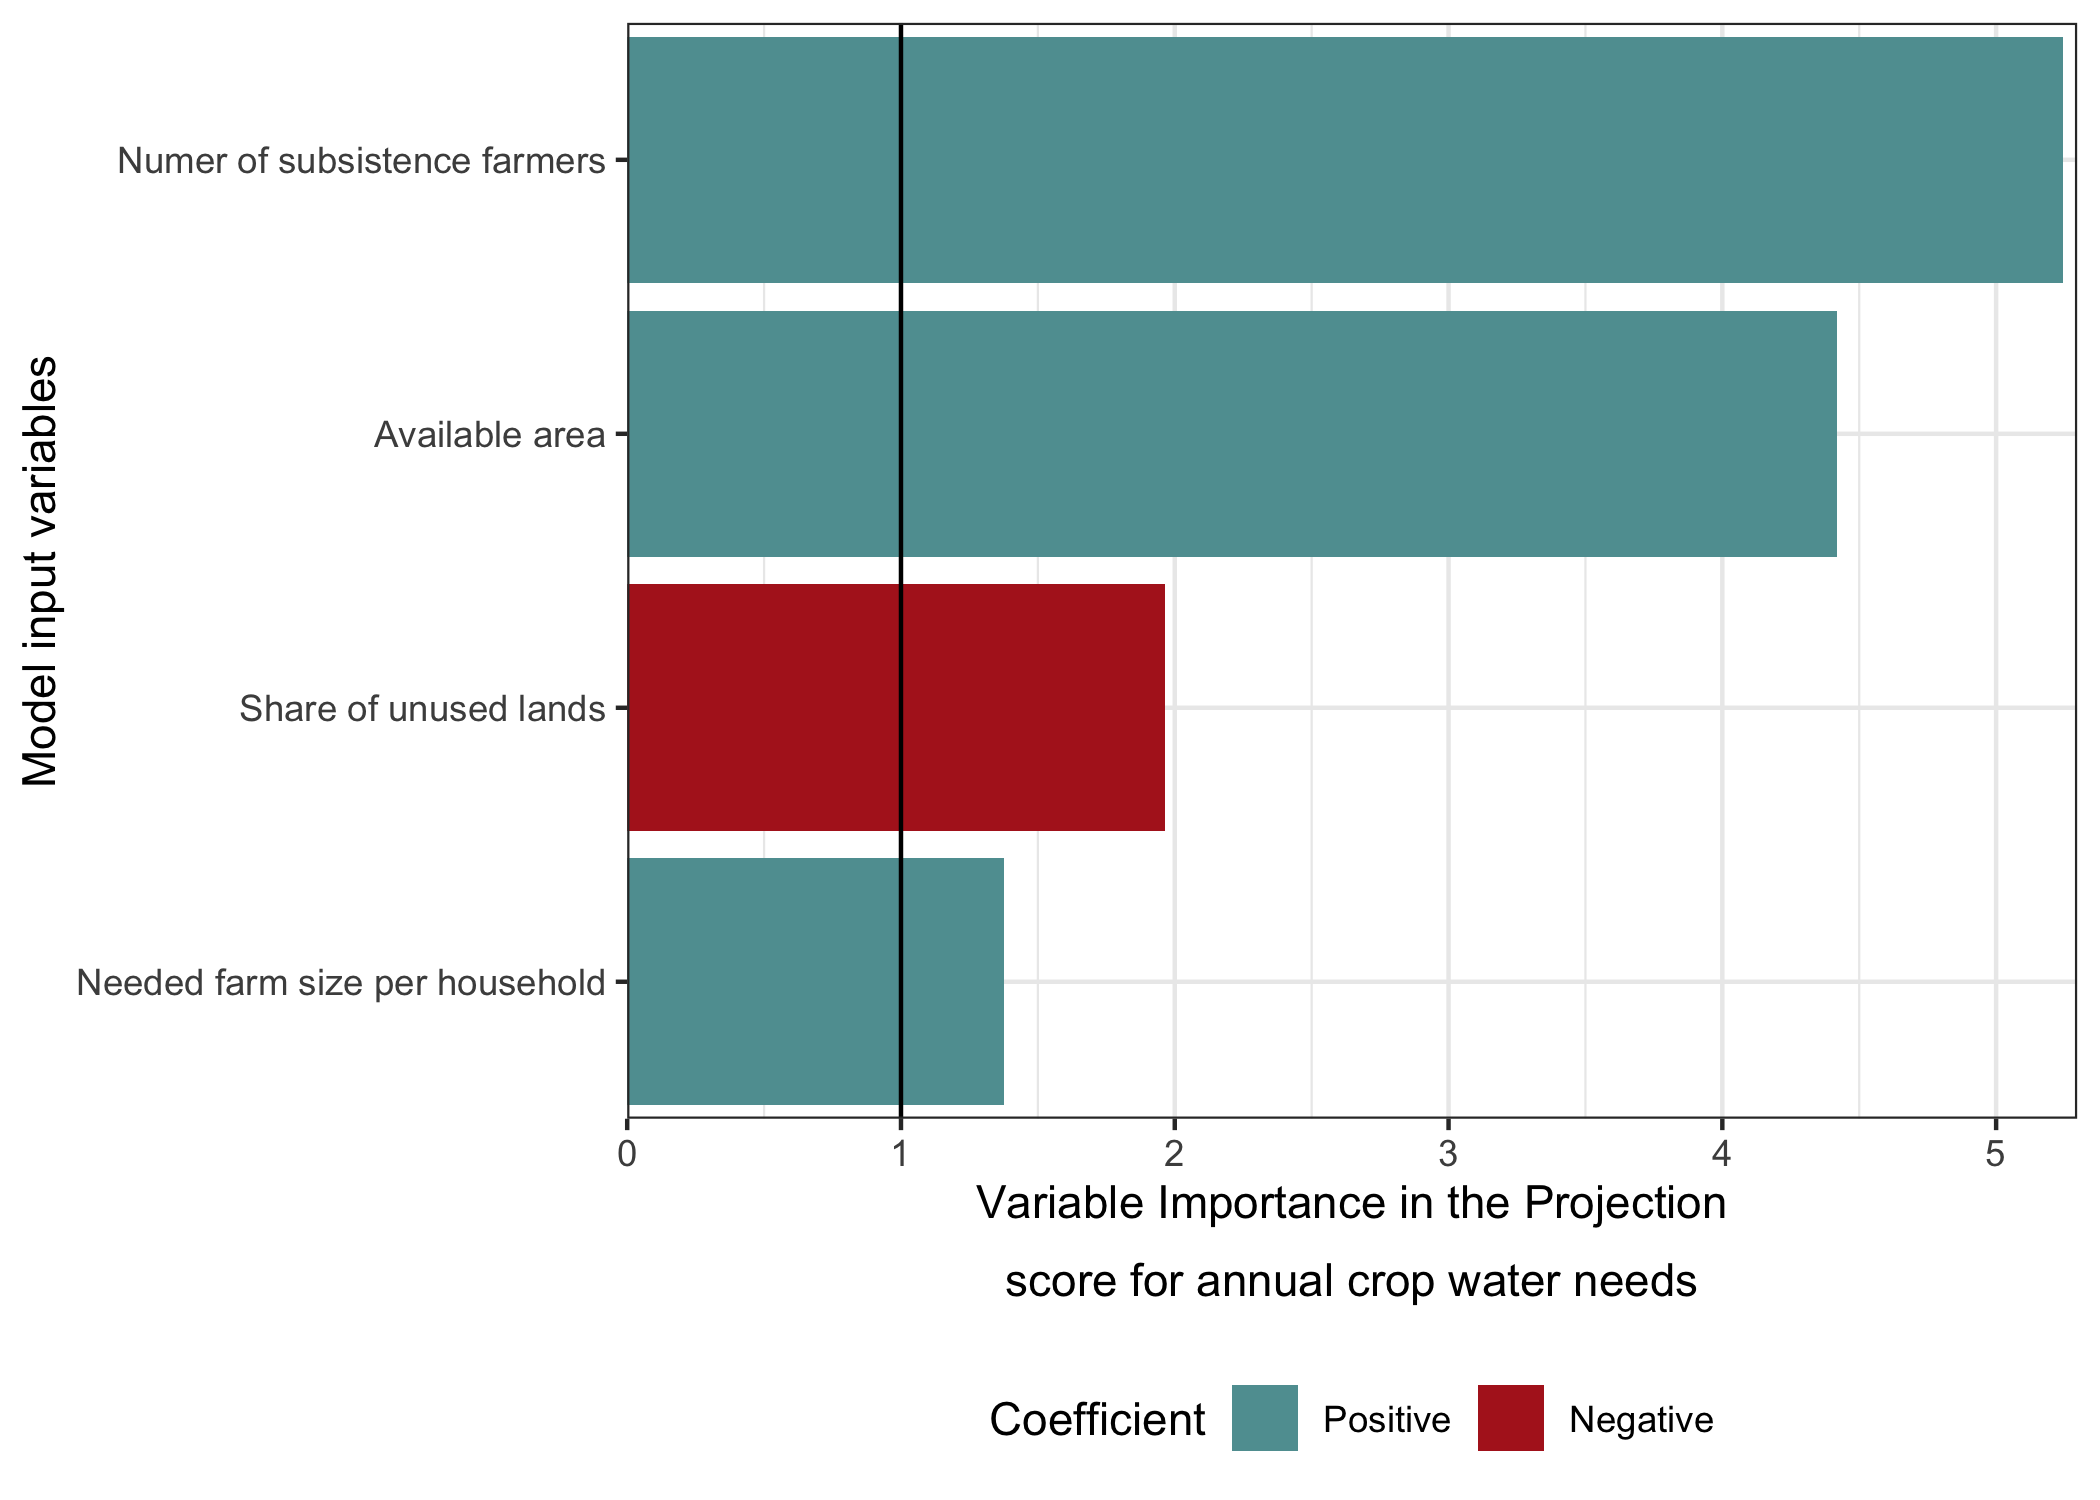 Model input variables
Numer of subsistence farmers
Available area
Share of unused lands
Needed farm size per household
0 1 2 3 4 5
Variable Importance in the Projection
score for annual crop water needs
Coefficient Positive Negative